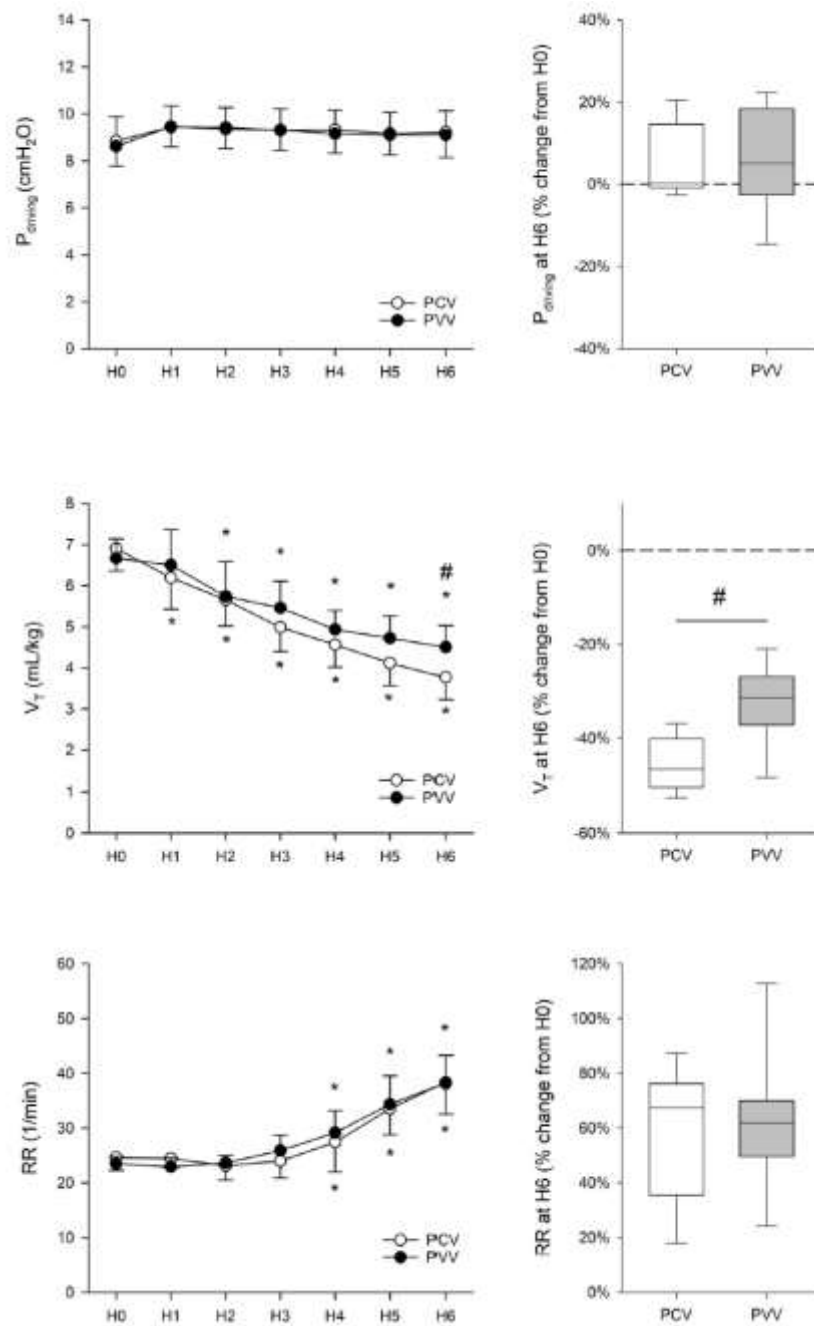 14
12
10
8
6
4
2
0
P_driving (cmH₂O)
PCV
PVV
H0 H1 H2 H3 H4 H5 H6
40%
20%
0%
-20%
-40%
P_driving at H6 (% change from H0)
PCV PVV
8
7
6
5
4
3
2
1
0
V_T (mL/kg)
* * * * *
#
* * * * * *
PCV
PVV
H0 H1 H2 H3 H4 H5 H6
0%
-20%
-40%
-60%
V_T at H6 (% change from H0)
#
PCV PVV
60
50
40
30
20
10
0
RR (1/min)
* * *
* * *
PCV
PVV
H0 H1 H2 H3 H4 H5 H6
120%
100%
80%
60%
40%
20%
0%
RR at H6 (% change from H0)
PCV PVV